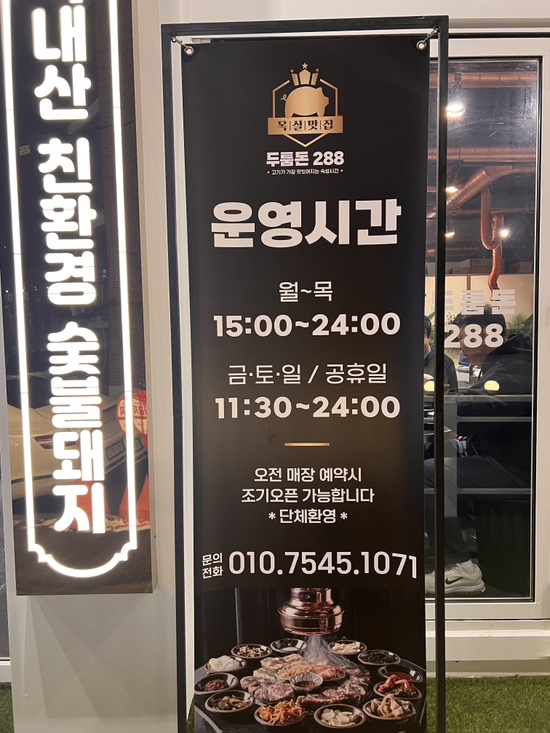 내산 친환경 숯불돼지
목살맛집
두툼돈 288
• 고기가 가장 맛있어지는 숙성시간 •
운영시간
월~목
15:00~24:00
금·토·일 / 공휴일
11:30~24:00
오전 매장 예약시
조기오픈 가능합니다
*단체환영*
문의
전화 010.7545.1071
두툼돈
288